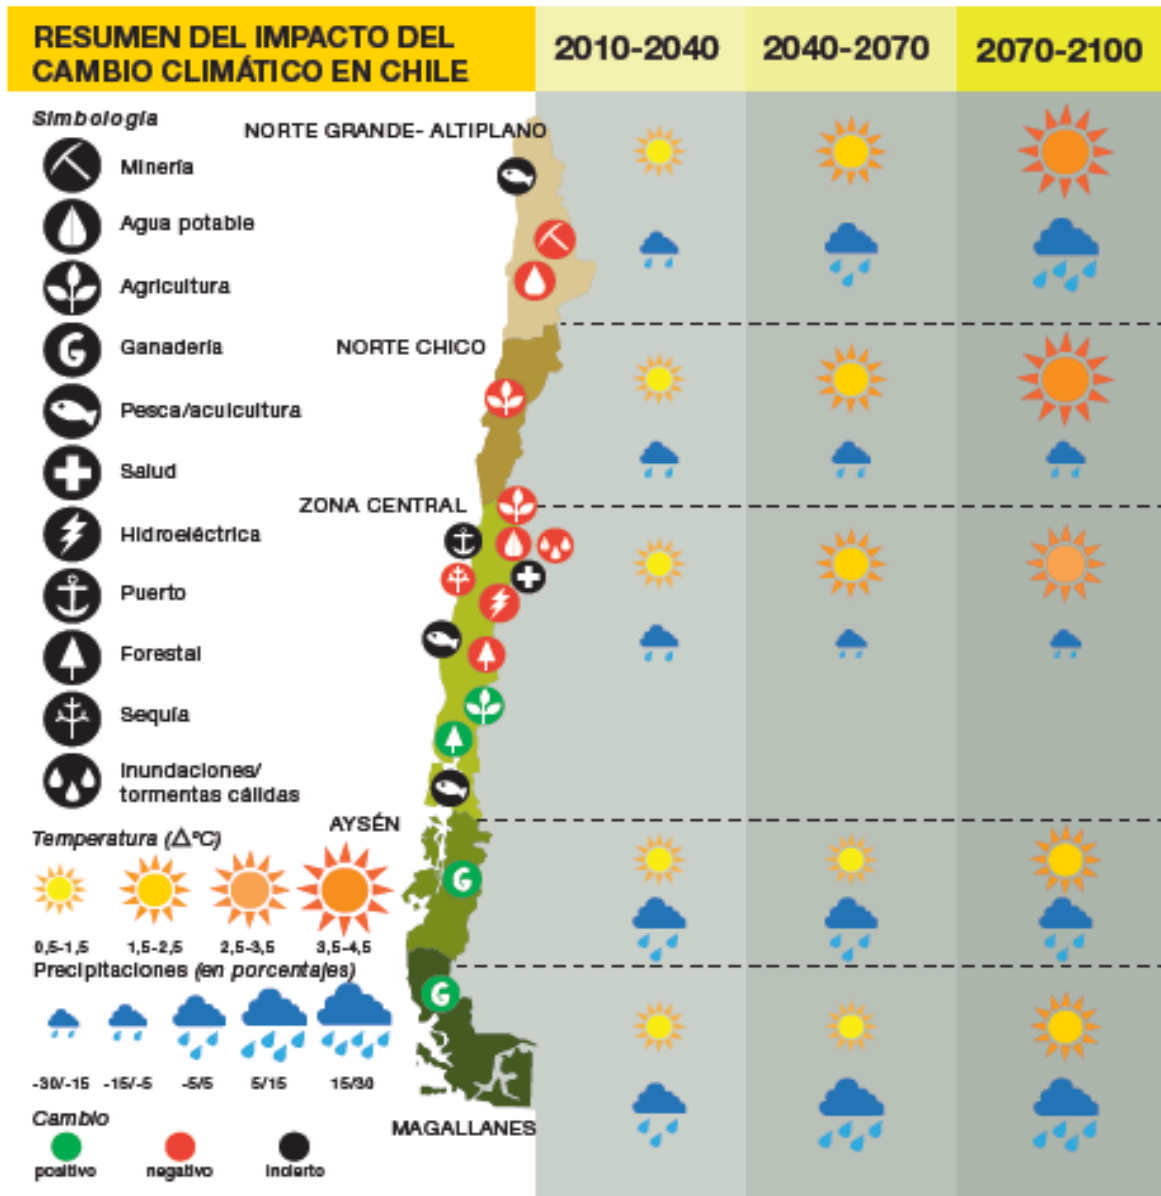 RESUMEN DEL IMPACTO DEL
CAMBIO CLIMÁTICO EN CHILE
2010-2040
2040-2070
2070-2100
Simbología
Minería
Agua potable
Agricultura
Ganadería
Pesca/acuicultura
Salud
Hidroeléctrica
Puerto
Forestal
Sequía
Inundaciones/
tormentas cálidas
NORTE GRANDE- ALTIPLANO
NORTE CHICO
ZONA CENTRAL
AYSÉN
MAGALLANES
G
G
G
Temperatura (△ºC)
0,5-1,5
1,5-2,5
2,5-3,5
3,5-4,5
Precipitaciones (en porcentajes)
-30/-15
-15/-5
-5/5
5/15
15/30
Cambio
positivo
negativo
incierto